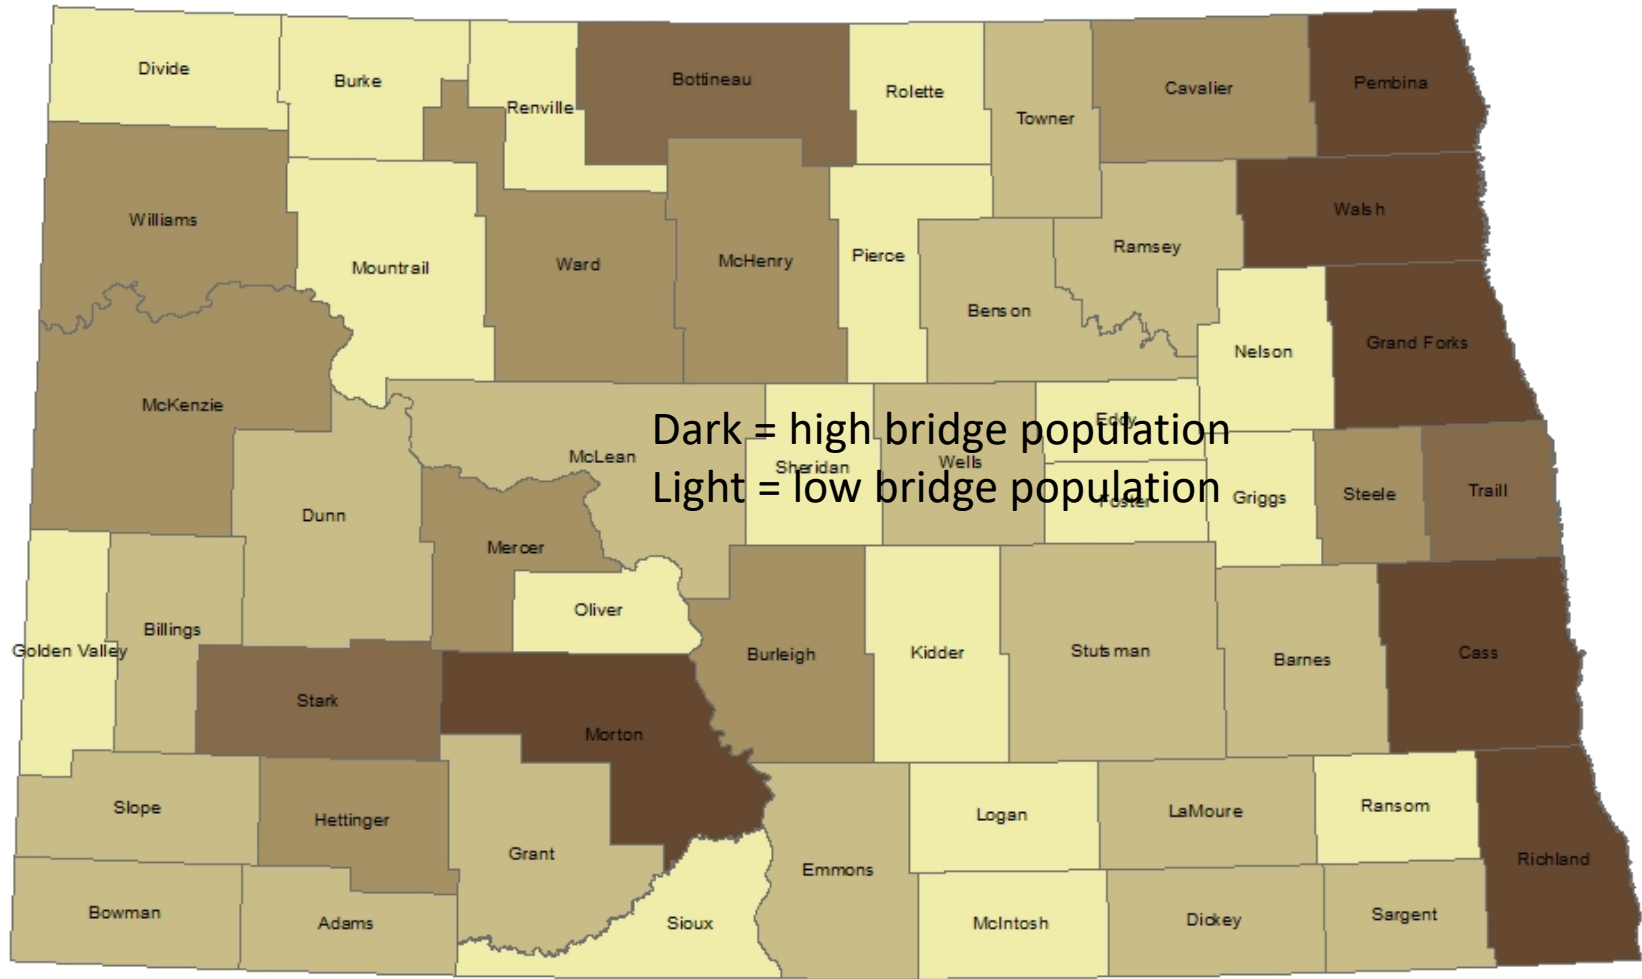 Divide
Burke
Renville
Bottineau
Rolette
Towner
Cavalier
Pembina
Williams
Mountrail
Ward
McHenry
Pierce
Benson
Ramsey
Walsh
Nelson
Grand Forks
McKenzie
Dunn
McLean
Dark = high bridge population
Light = low bridge population
Sheridan
Wells
Eddy
Foster
Griggs
Steele
Traill
Mercer
Oliver
Golden Valley
Billings
Stark
Morton
Burleigh
Kidder
Stutsman
Barnes
Cass
Slope
Hettinger
Grant
Emmons
Logan
LaMoure
Ransom
Richland
Bowman
Adams
Sioux
McIntosh
Dickey
Sargent